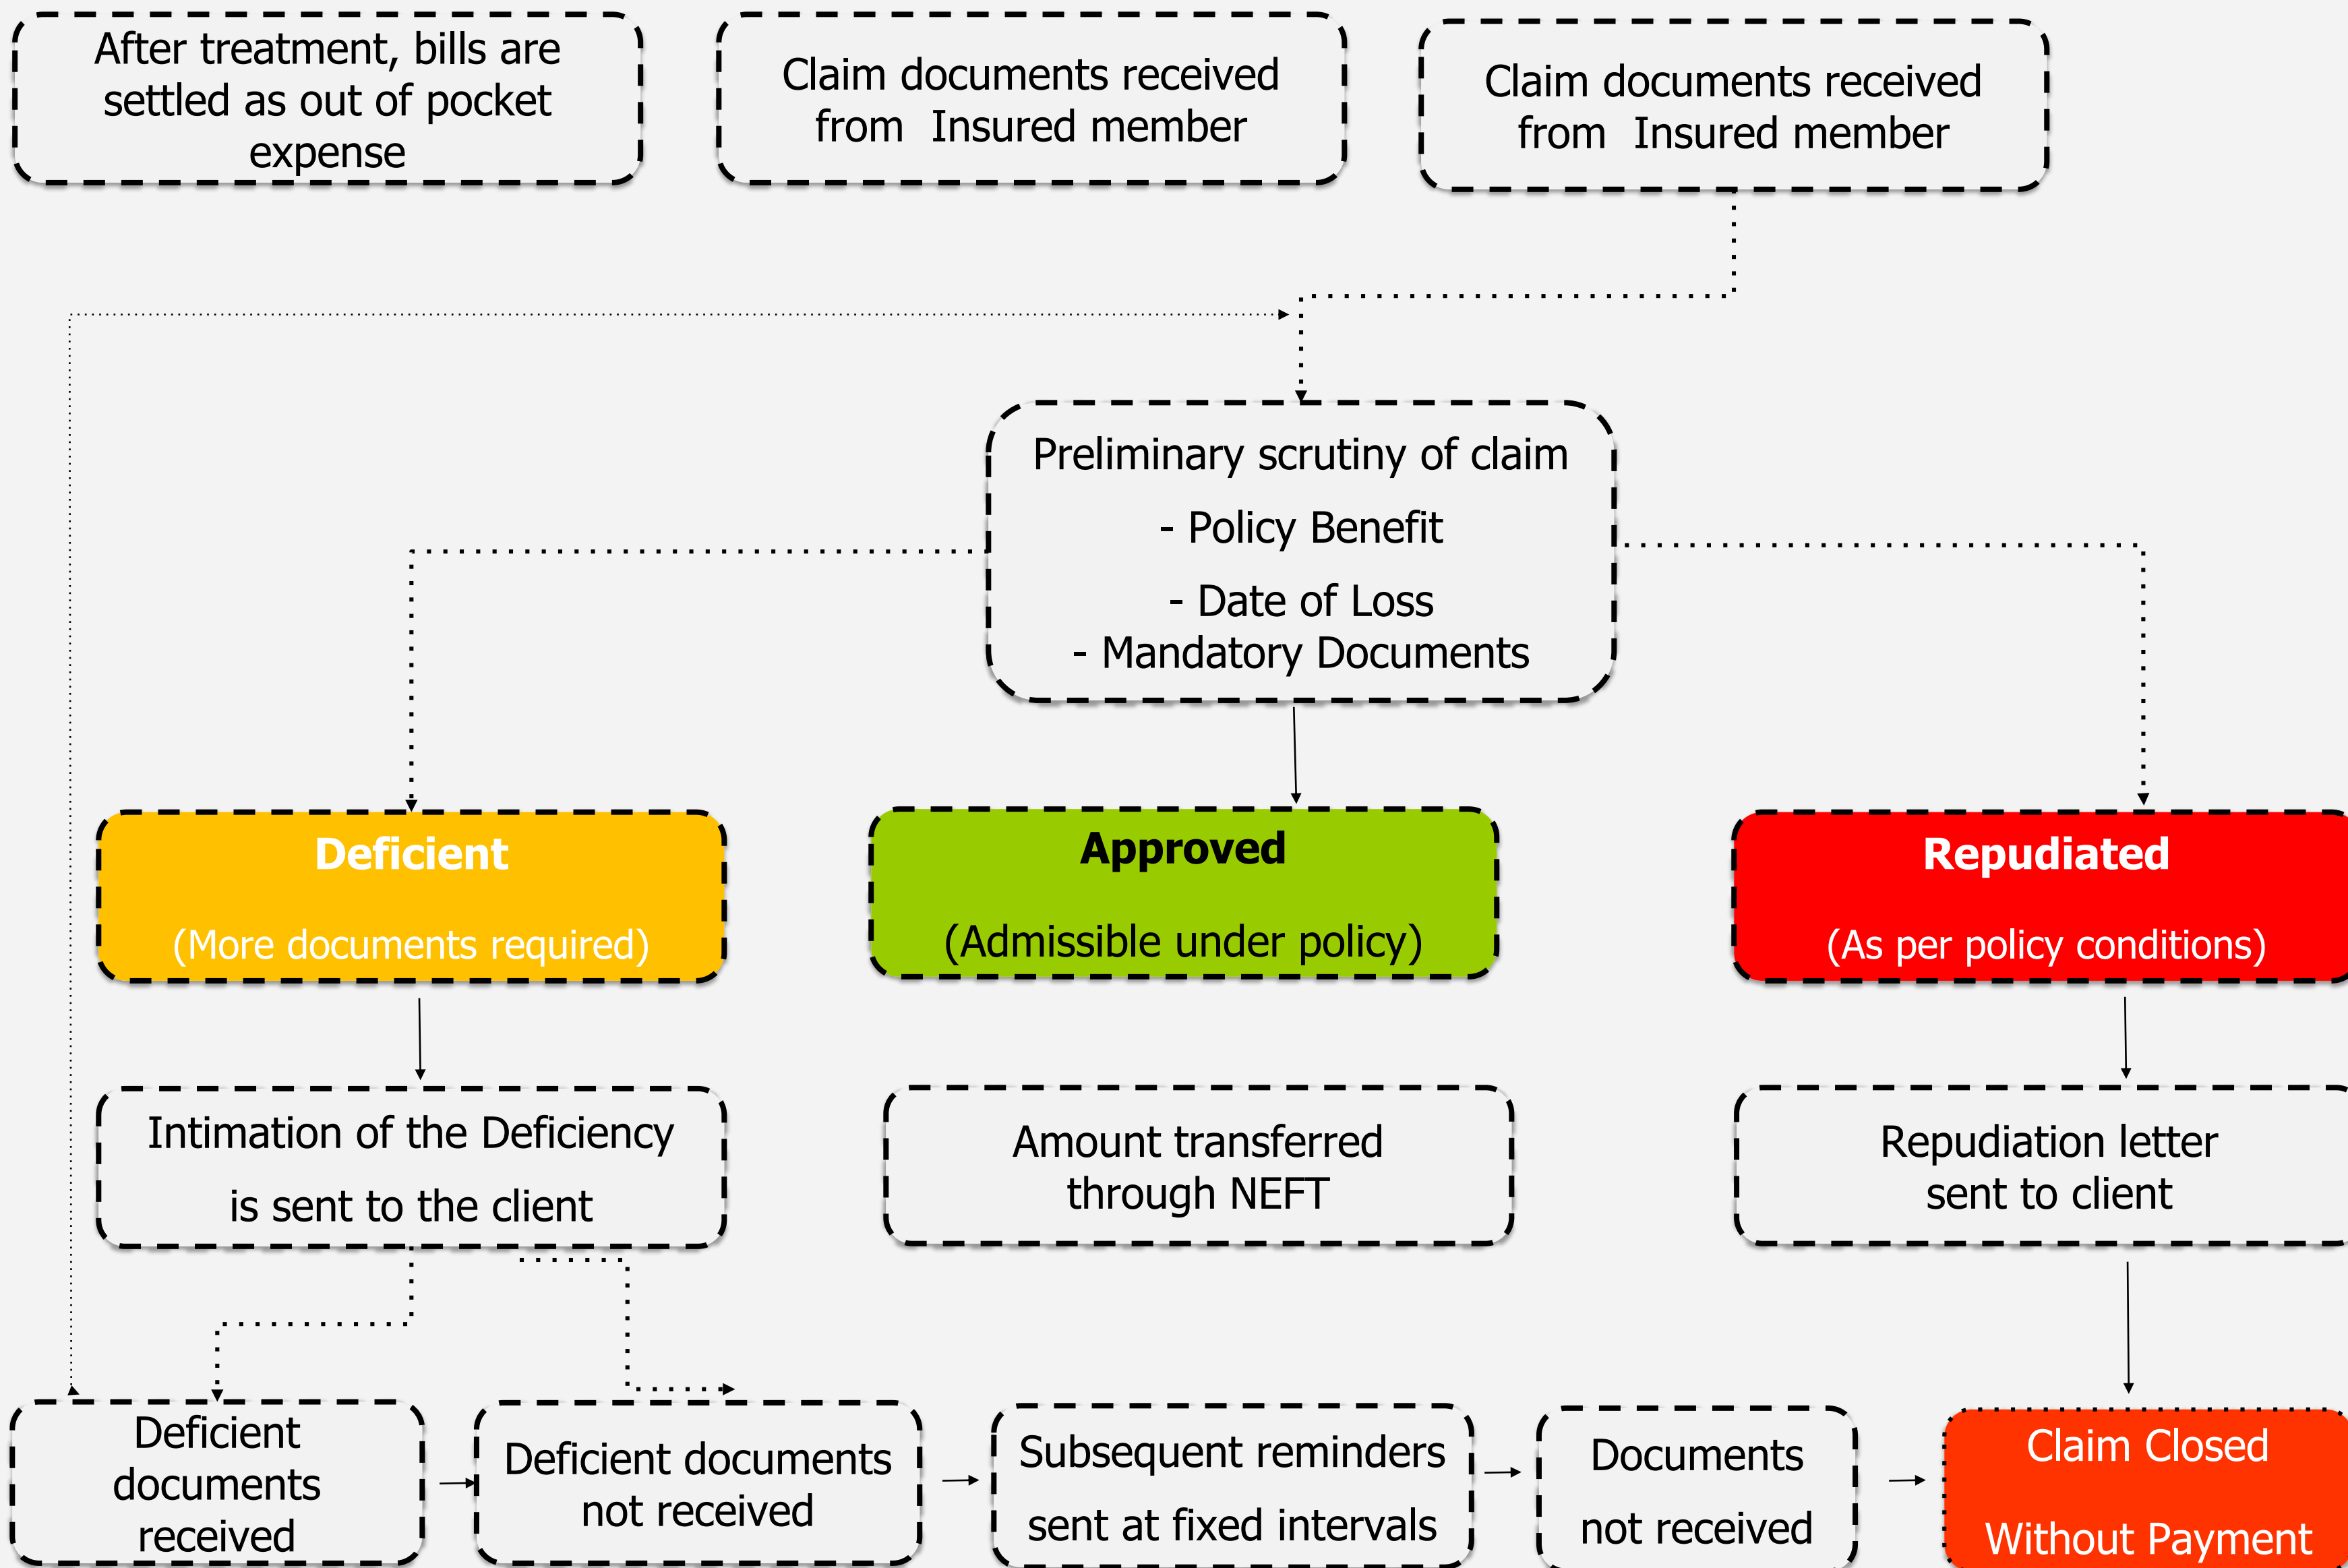 After treatment, bills are
settled as out of pocket
expense
Claim documents received
from  Insured member
Claim documents received
from  Insured member
Preliminary scrutiny of claim
- Policy Benefit
- Date of Loss
- Mandatory Documents
Deficient
(More documents required)
Approved
(Admissible under policy)
Repudiated
(As per policy conditions)
Intimation of the Deficiency
is sent to the client
Amount transferred
through NEFT
Repudiation letter
sent to client
Deficient
documents
received
Deficient documents
not received
Subsequent reminders
sent at fixed intervals
Documents
not received
Claim Closed
Without Payment